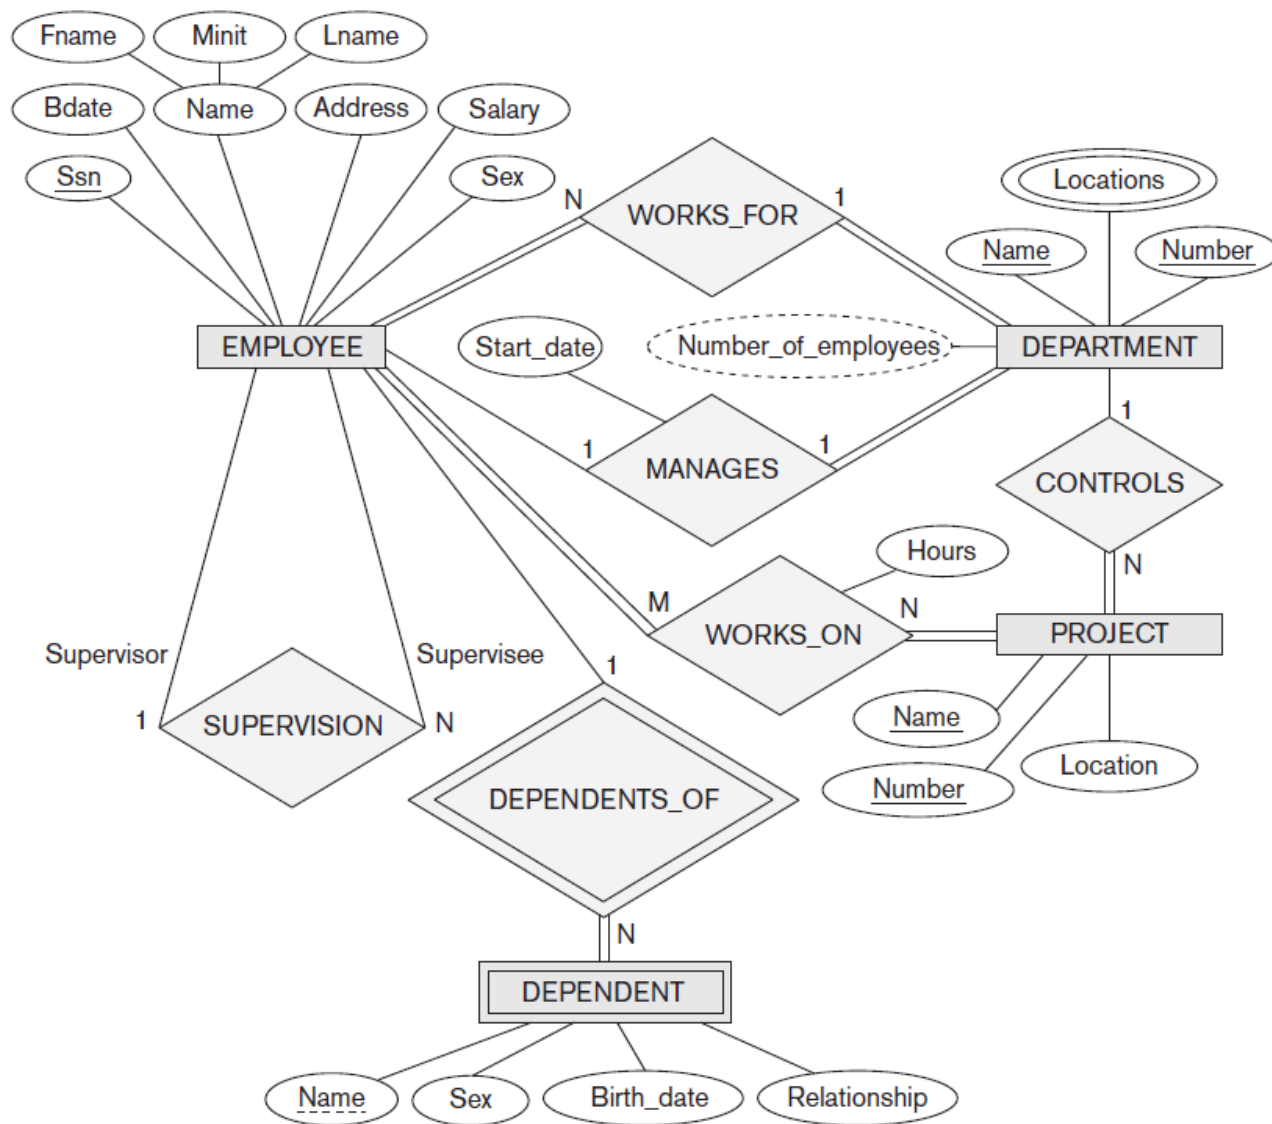 Fname
Minit
Lname
Bdate
Name
Address
Salary
Ssn
Sex
N
WORKS_FOR
1
Locations
Name
Number
EMPLOYEE
Start_date
Number_of_employees
DEPARTMENT
1
MANAGES
1
1
CONTROLS
N
Hours
M
WORKS_ON
N
PROJECT
Supervisor
Supervisee
1
SUPERVISION
N
1
Name
Number
Location
DEPENDENTS_OF
N
DEPENDENT
Name
Sex
Birth_date
Relationship